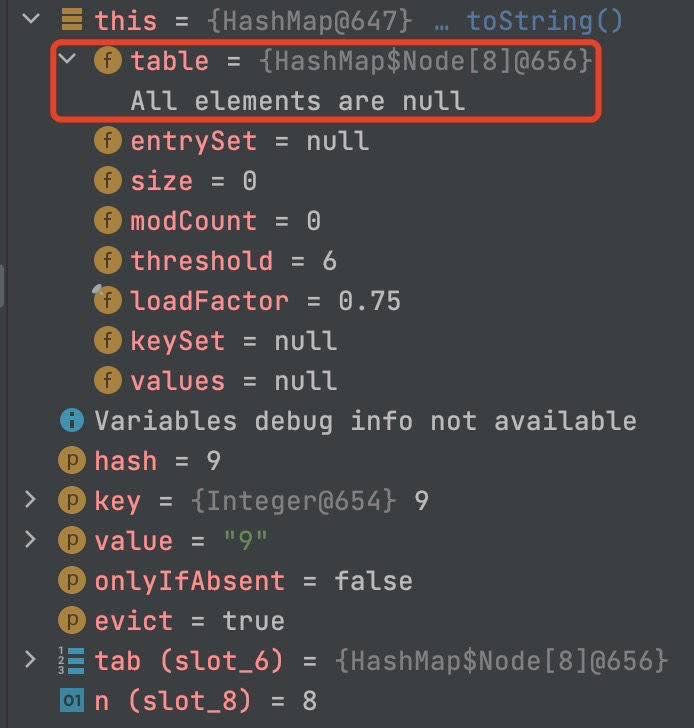 this = {HashMap@647} … toString()
f table = {HashMap$Node[8]@656}
All elements are null
f entrySet = null
f size = 0
f modCount = 0
f threshold = 6
f loadFactor = 0.75
f keySet = null
f values = null
i Variables debug info not available
p hash = 9
p key = {Integer@654} 9
p value = "9"
p onlyIfAbsent = false
p evict = true
123 tab (slot_6) = {HashMap$Node[8]@656}
01 n (slot_8) = 8